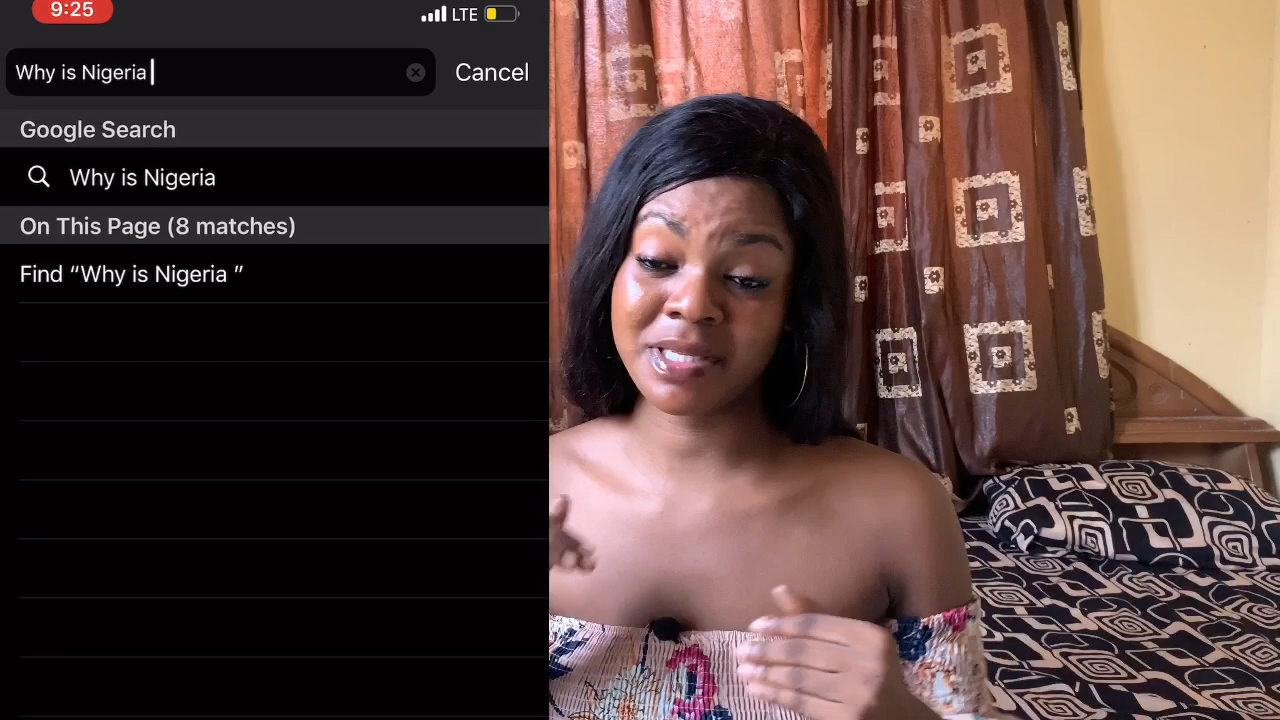 9:25
LTE
Why is Nigeria
Cancel
Google Search
Why is Nigeria
On This Page (8 matches)
Find “Why is Nigeria ”